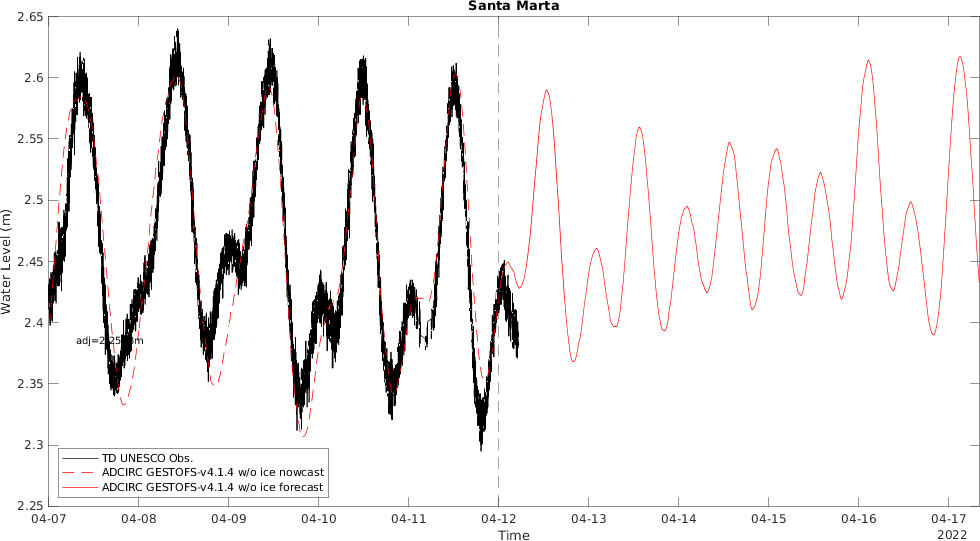 Santa Marta
2.65
2.6
2.55
2.5
2.45
2.4
2.35
2.3
2.25
Water Level (m)
TD UNESCO Obs.
ADCIRC GESTOFS-v4.1.4 w/o ice nowcast
ADCIRC GESTOFS-v4.1.4 w/o ice forecast
04-07 04-08 04-09 04-10 04-11 04-12 04-13 04-14 04-15 04-16 04-17
Time
2022